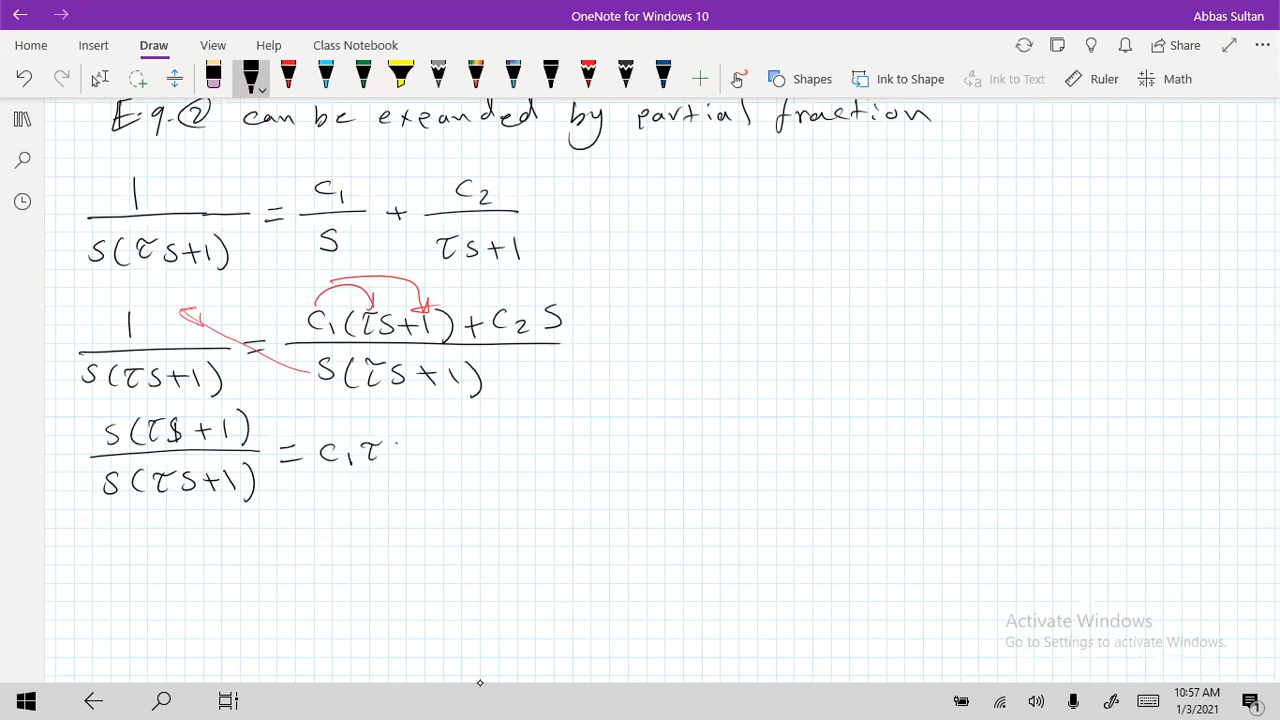 OneNote for Windows 10
Abbas Sultan
Home Insert Draw View Help Class Notebook Share
Shapes Ink to Shape Ink to Text Ruler Math
Eq. ② can be expanded by partial fraction
1/(s(τs+1)) = c₁/s + c₂/(τs+1)
1/(s(τs+1)) = (c₁(τs+1)+c₂s)/(s(τs+1))
s(τs+1)/(s(τs+1)) = c₁τ
Activate Windows
Go to Settings to activate Windows.
10:57 AM
1/3/2021
1